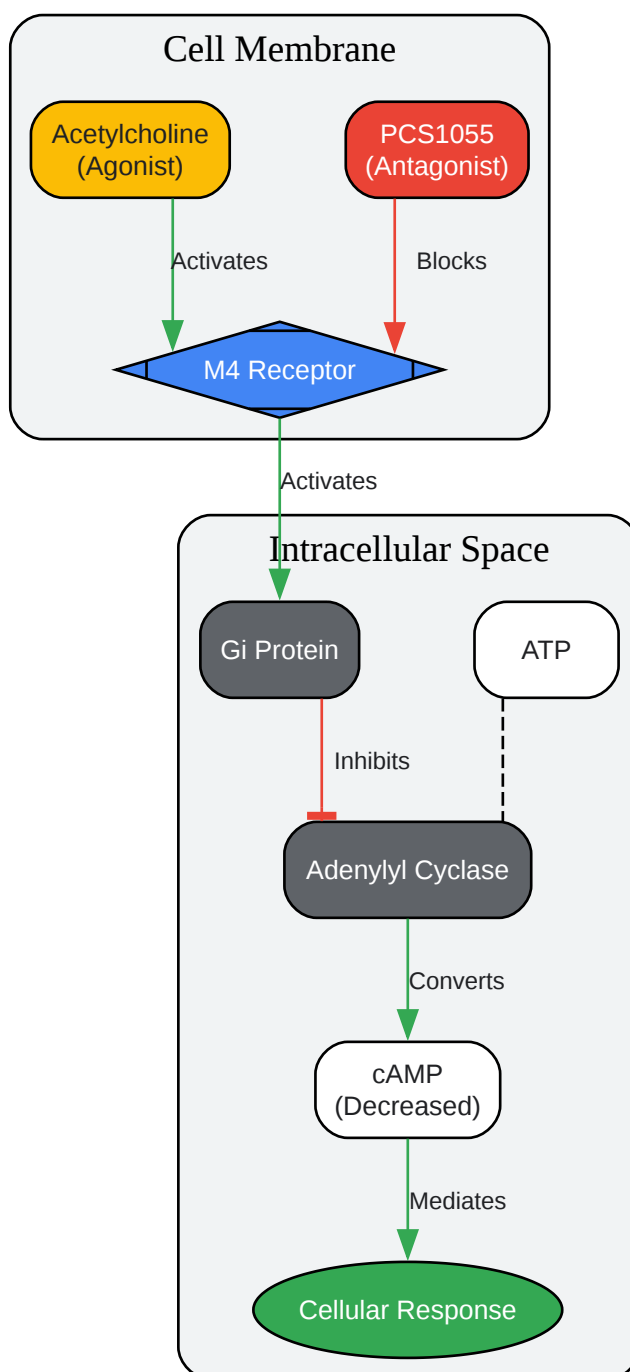 Cell Membrane
Acetylcholine
(Agonist)
PCS1055
(Antagonist)
Activates
Blocks
M4 Receptor
Activates
Intracellular Space
Gi Protein
ATP
Inhibits
Adenylyl Cyclase
Converts
cAMP
(Decreased)
Mediates
Cellular Response